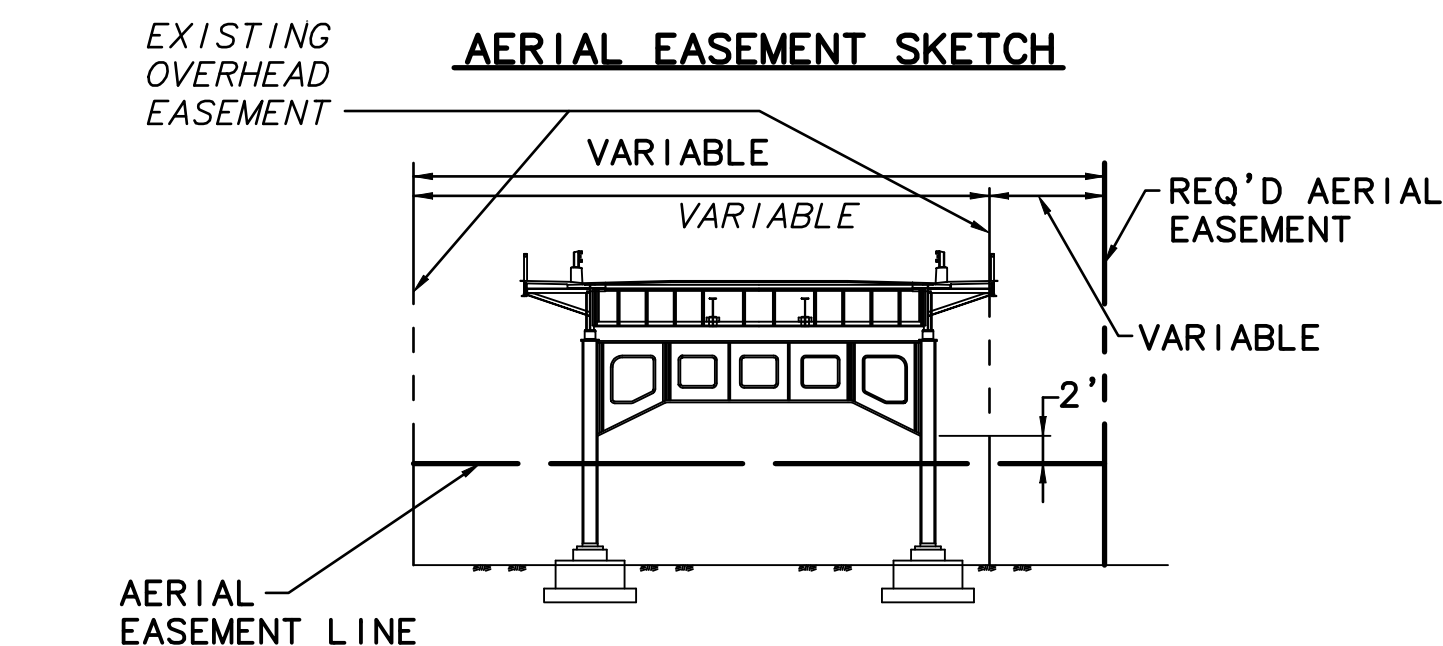 EXISTING
OVERHEAD
EASEMENT
AERIAL EASEMENT SKETCH
VARIABLE
VARIABLE
REQ'D AERIAL
EASEMENT
VARIABLE
2'
AERIAL
EASEMENT LINE